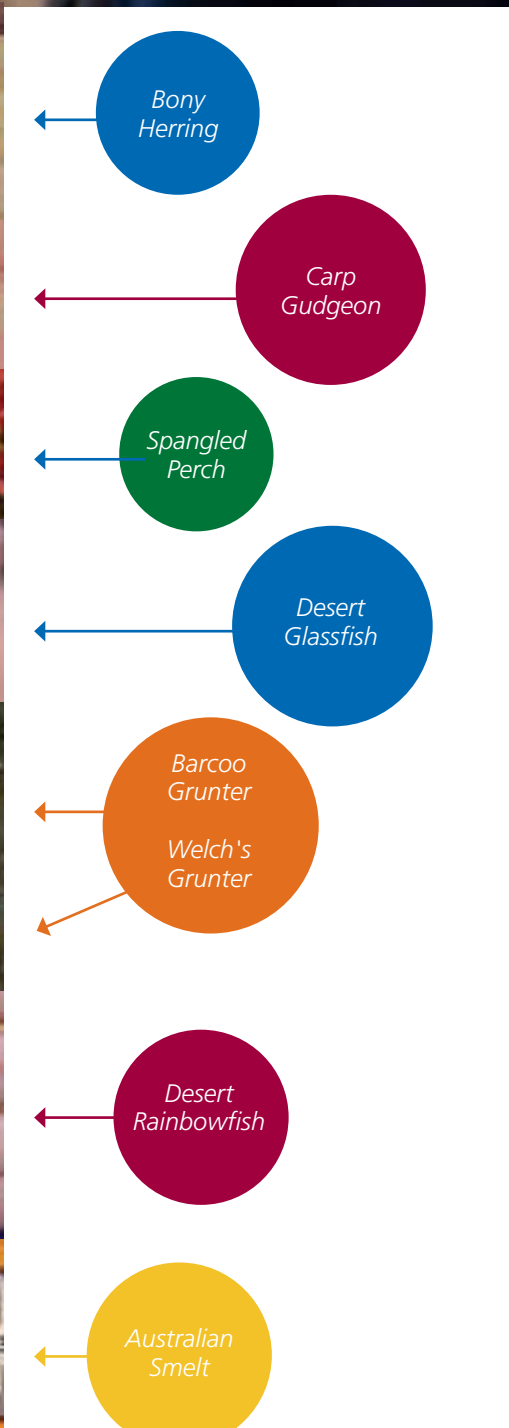 Bony
Herring
Carp
Gudgeon
Spangled
Perch
Desert
Glassfish
Barcoo
Grunter
Welch's
Grunter
Desert
Rainbowfish
Australian
Smelt